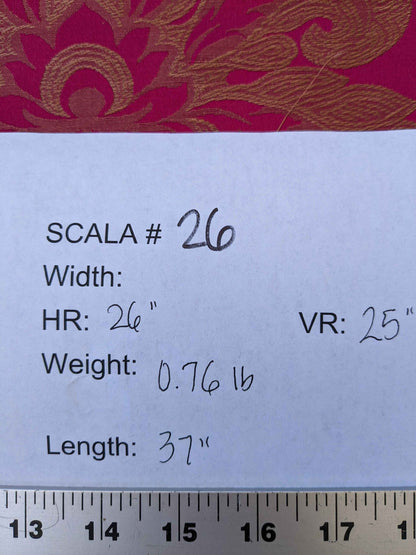 SCALA # 26
Width:
HR: 26" VR: 25"
Weight: 0.76 lb
Length: 37"
13 14 15 16 17